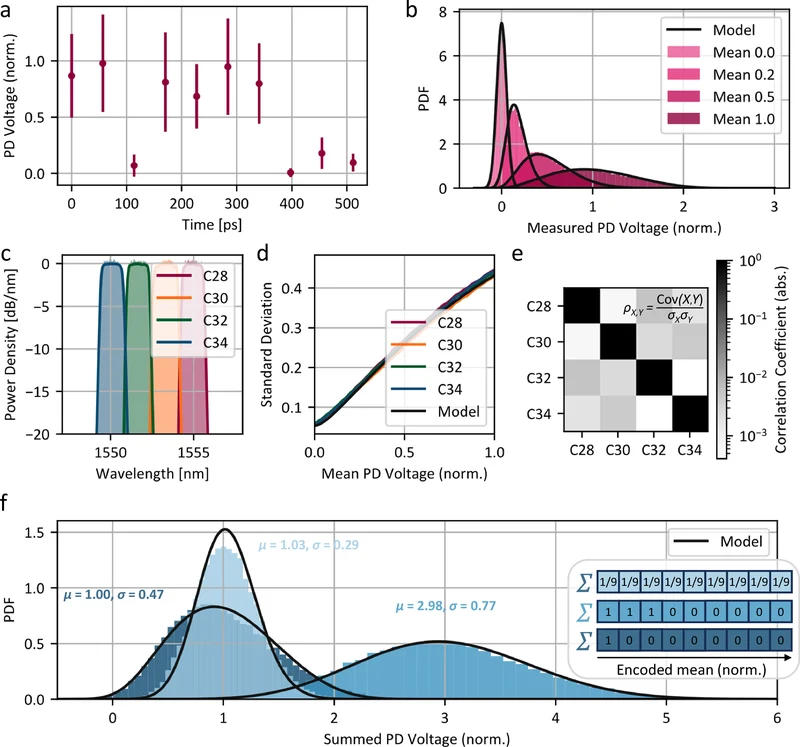 a
PD Voltage (norm.)
1.0
0.5
0.0
0
100
200
300
400
500
Time [ps]
b
PDF
8
6
4
2
0
Model
Mean 0.0
Mean 0.2
Mean 0.5
Mean 1.0
0
1
2
3
Measured PD Voltage (norm.)
c
Power Density [dB/nm]
0
−5
−10
−15
−20
C28
C30
C32
C34
1550
1555
Wavelength [nm]
d
Standard Deviation
0.4
0.3
0.2
0.1
C28
C30
C32
C34
Model
0.0
0.5
1.0
Mean PD Voltage (norm.)
e
C28
C30
C32
C34
ρX,Y = Cov(X,Y)
σXσY
C28
C30
C32
C34
10⁰
10⁻¹
10⁻²
10⁻³
Correlation Coefficient (abs.)
f
PDF
1.5
1.0
0.5
0.0
μ = 1.03, σ = 0.29
μ = 1.00, σ = 0.47
μ = 2.98, σ = 0.77
Model
Σ 1/9 1/9 1/9 1/9 1/9 1/9 1/9 1/9 1/9
Σ 1 1 1 0 0 0 0 0 0
Σ 1 0 0 0 0 0 0 0 0
Encoded mean (norm.)
0
1
2
3
4
5
6
Summed PD Voltage (norm.)